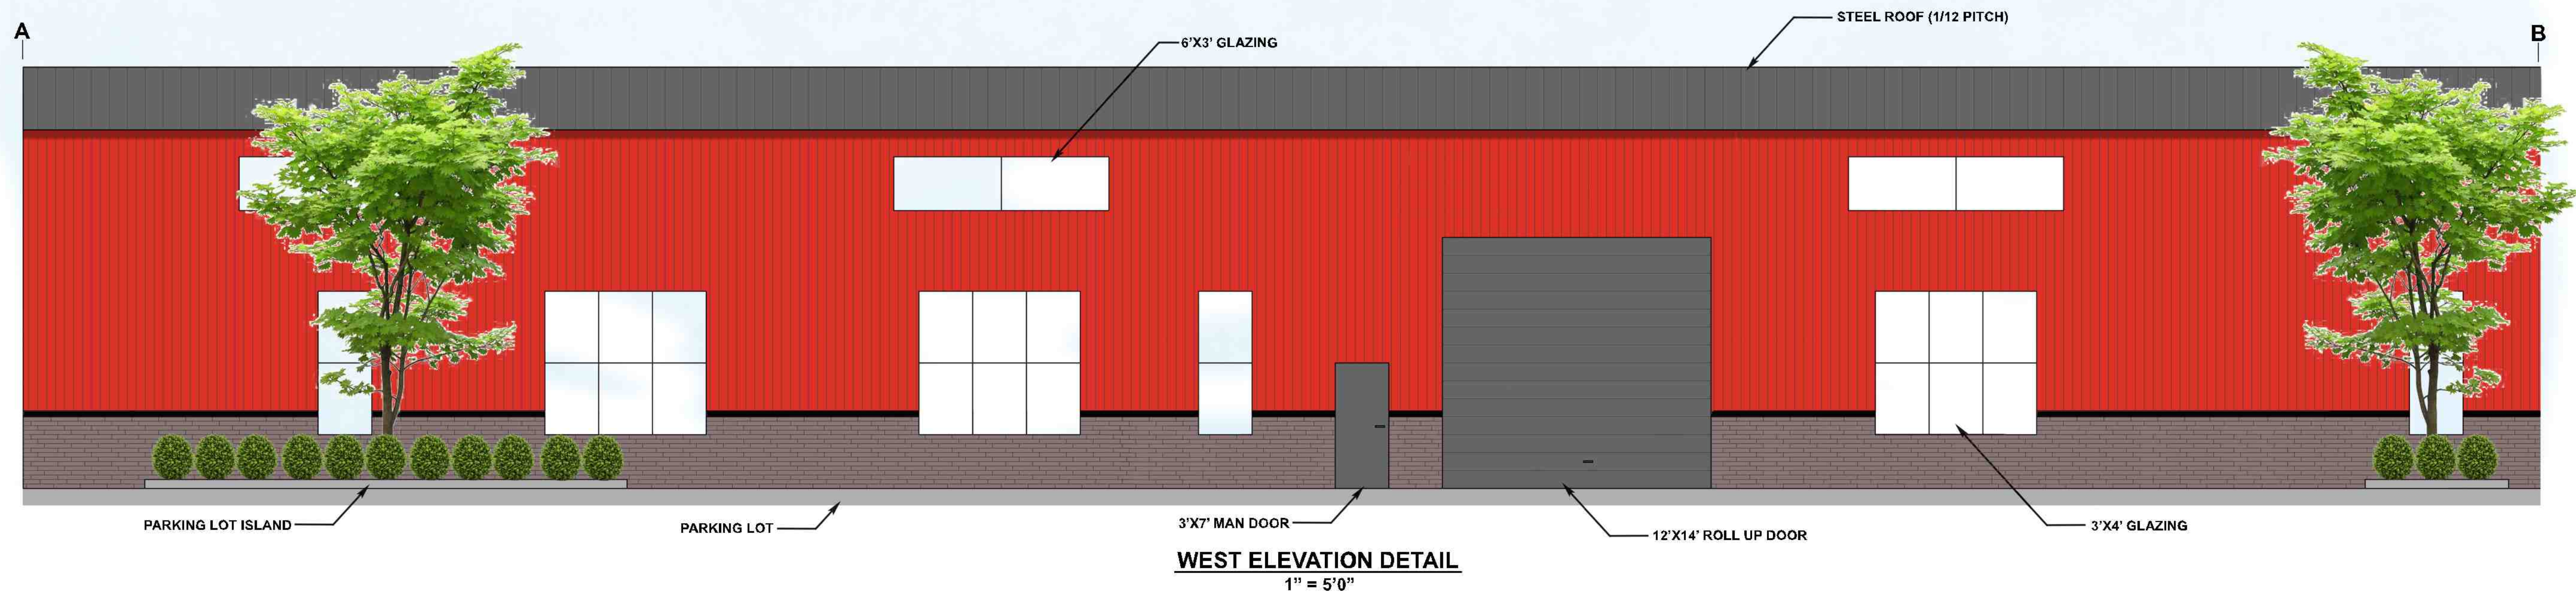 A
B
STEEL ROOF (1/12 PITCH)
6'X3' GLAZING
PARKING LOT ISLAND
PARKING LOT
3'X7' MAN DOOR
12'X14' ROLL UP DOOR
3'X4' GLAZING
WEST ELEVATION DETAIL
1" = 5'0"